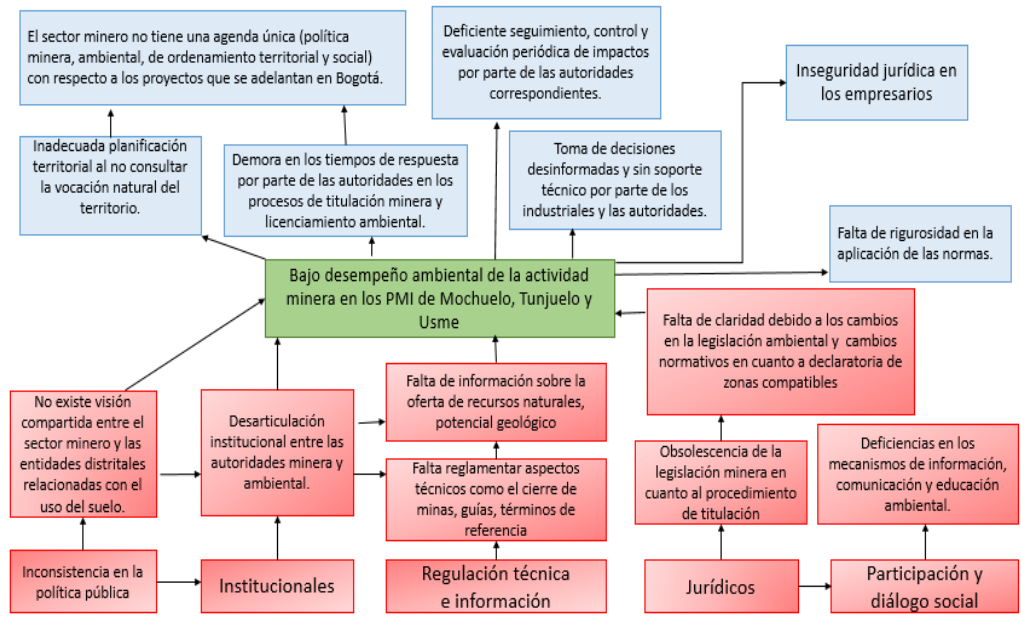 El sector minero no tiene una agenda única (política
minera, ambiental, de ordenamiento territorial y social)
con respecto a los proyectos que se adelantan en Bogotá.
Deficiente seguimiento, control y
evaluación periódica de impactos
por parte de las autoridades
correspondientes.
Inseguridad jurídica en
los empresarios
Inadecuada planificación
territorial al no consultar
la vocación natural del
territorio.
Demora en los tiempos de respuesta
por parte de las autoridades en los
procesos de titulación minera y
licenciamiento ambiental.
Toma de decisiones
desinformadas y sin soporte
técnico por parte de los
industriales y las autoridades.
Falta de rigurosidad en la
aplicación de las normas.
Bajo desempeño ambiental de la actividad
minera en los PMI de Mochuelo, Tunjuelo y
Usme
Falta de claridad debido a los cambios
en la legislación ambiental y cambios
normativos en cuanto a declaratoria de
zonas compatibles
No existe visión
compartida entre el
sector minero y las
entidades distritales
relacionadas con el
uso del suelo.
Desarticulación
institucional entre las
autoridades minera y
ambiental.
Falta de información sobre la
oferta de recursos naturales,
potencial geológico
Falta reglamentar aspectos
técnicos como el cierre de
minas, guías, términos de
referencia
Obsolescencia de la
legislación minera en
cuanto al procedimiento
de titulación
Deficiencias en los
mecanismos de información,
comunicación y educación
ambiental.
Inconsistencia en la
política pública
Institucionales
Regulación técnica
e información
Jurídicos
Participación y
diálogo social